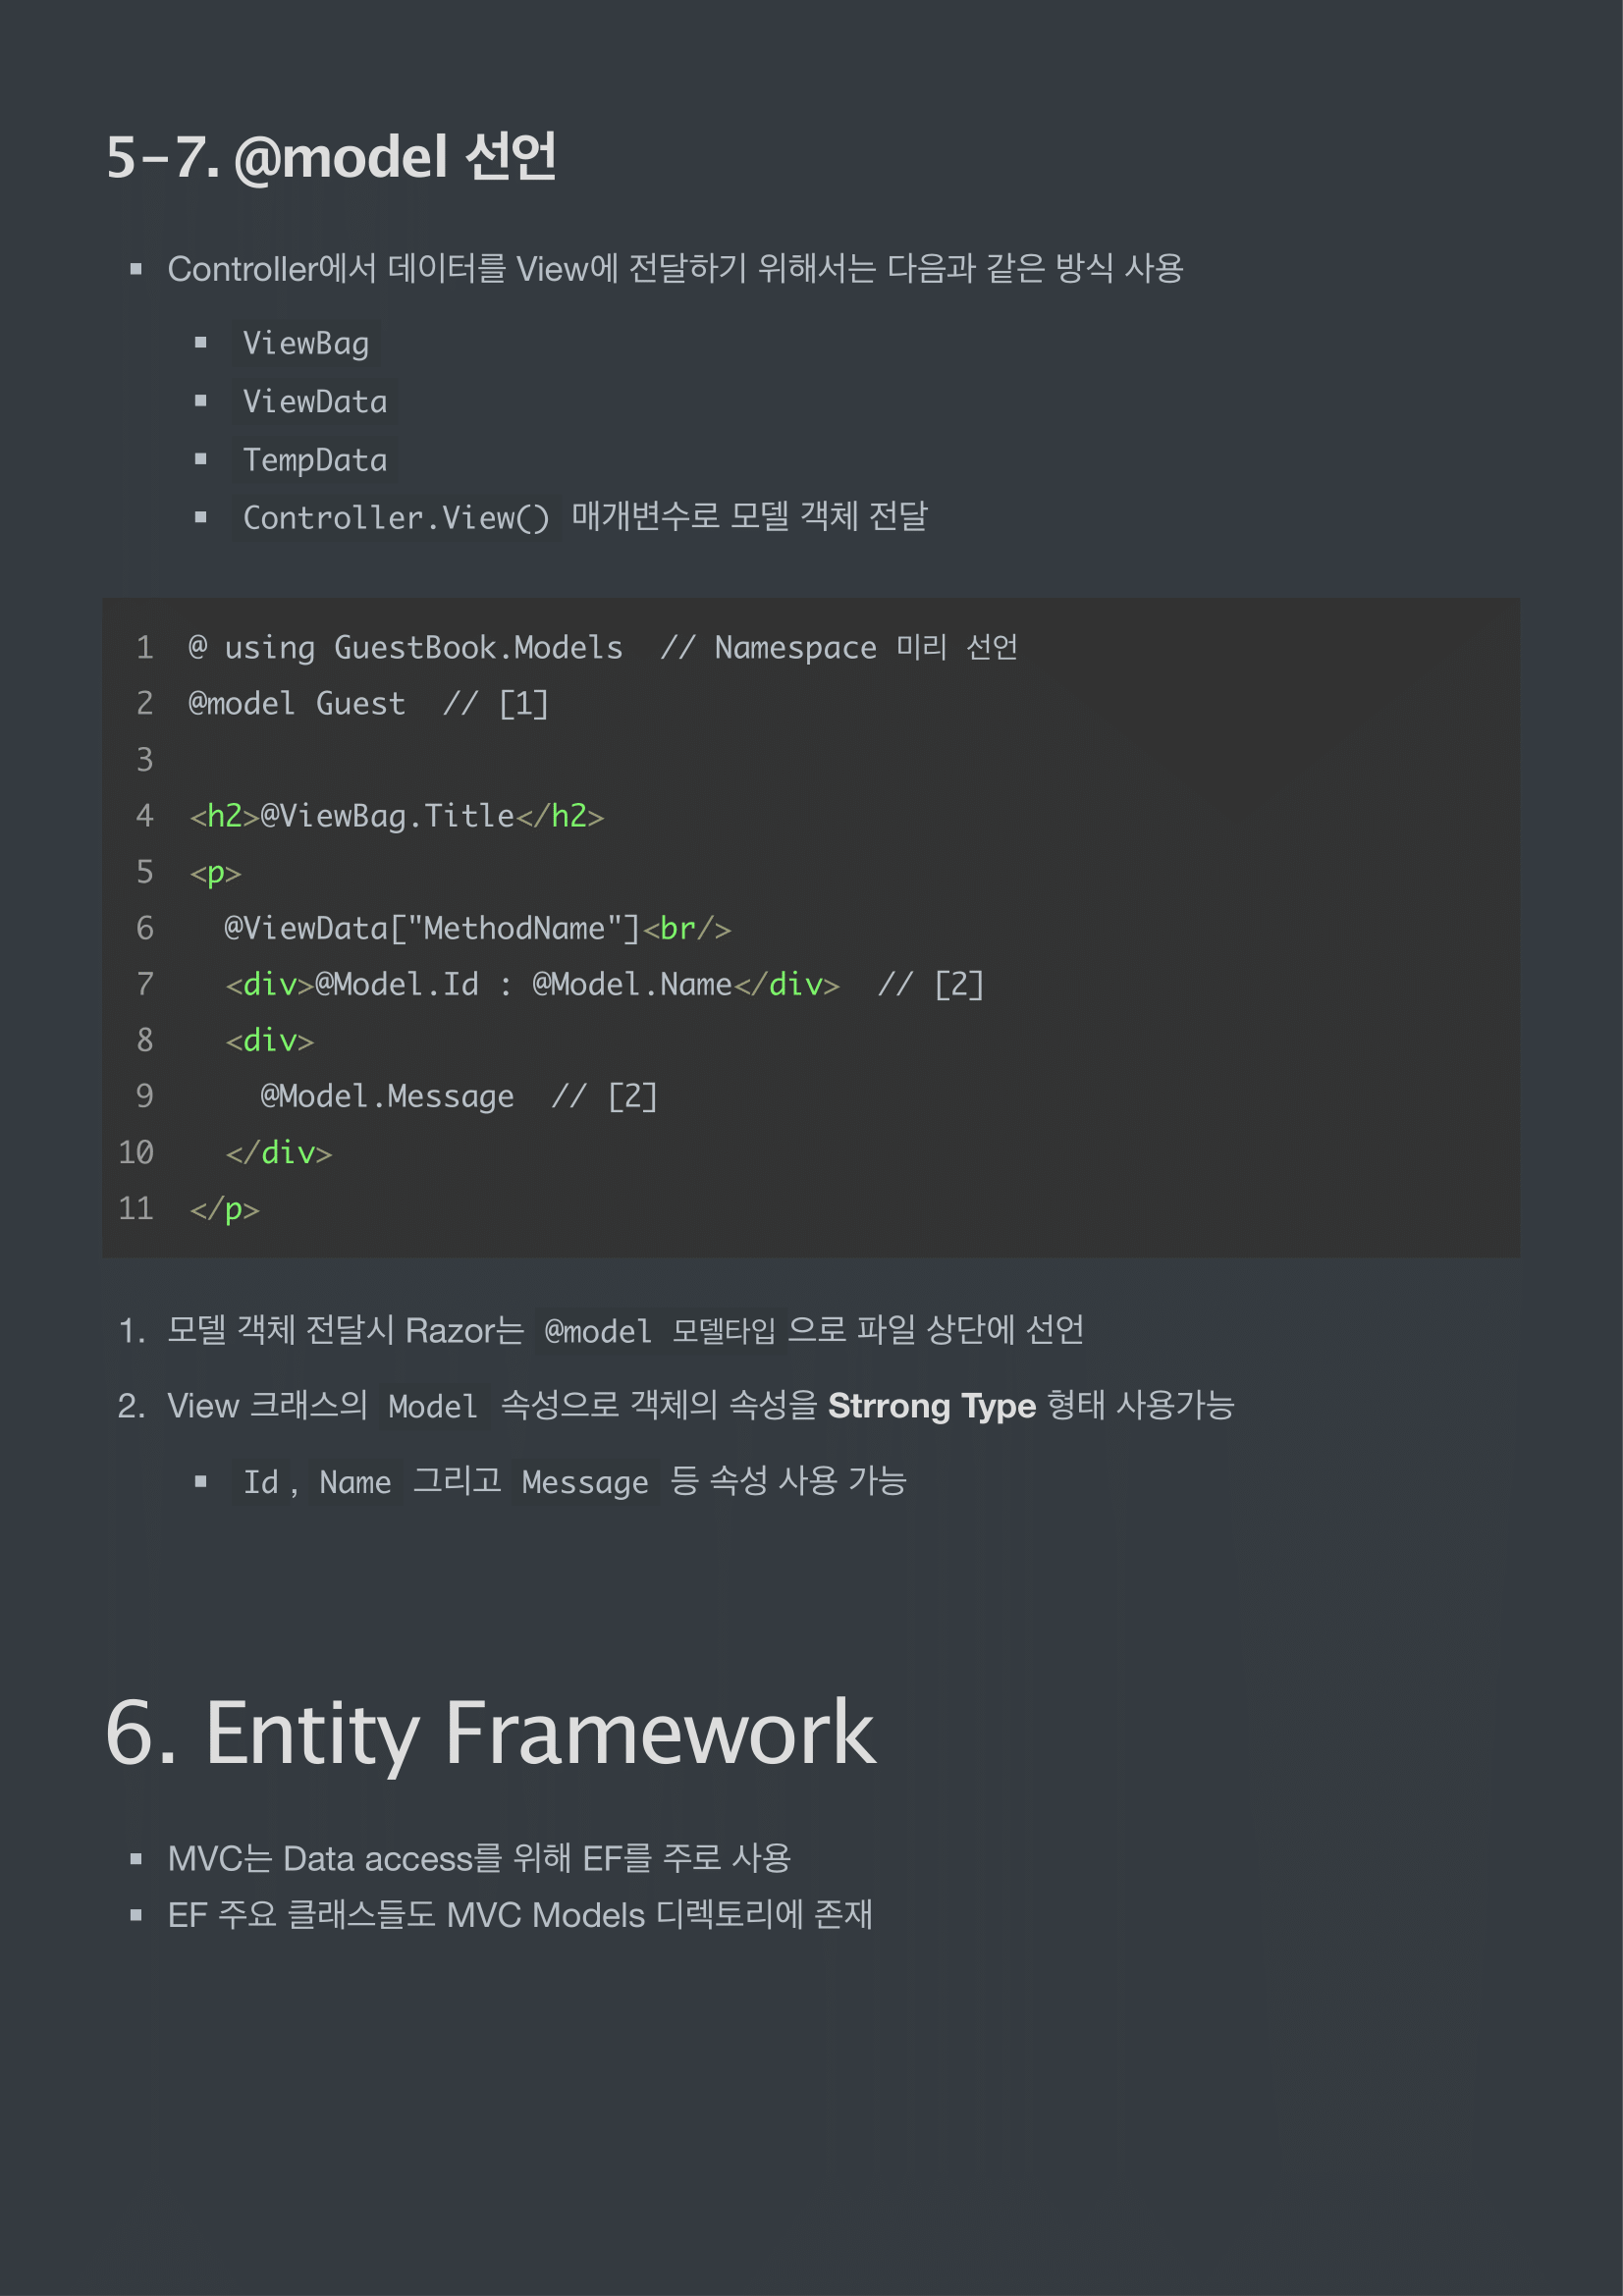 5-7. @model 선언
Controller에서 데이터를 View에 전달하기 위해서는 다음과 같은 방식 사용
ViewBag
ViewData
TempData
Controller.View() 매개변수로 모델 객체 전달
1 @ using GuestBook.Models  // Namespace 미리 선언
2 @model Guest  // [1]
3
4 <h2>@ViewBag.Title</h2>
5 <p>
6   @ViewData["MethodName"]<br/>
7   <div>@Model.Id : @Model.Name</div>  // [2]
8   <div>
9     @Model.Message  // [2]
10   </div>
11 </p>
1. 모델 객체 전달시 Razor는 @model 모델타입 으로 파일 상단에 선언
2. View 크래스의 Model 속성으로 객체의 속성을 Strrong Type 형태 사용가능
Id , Name 그리고 Message 등 속성 사용 가능
6. Entity Framework
MVC는 Data access를 위해 EF를 주로 사용
EF 주요 클래스들도 MVC Models 디렉토리에 존재